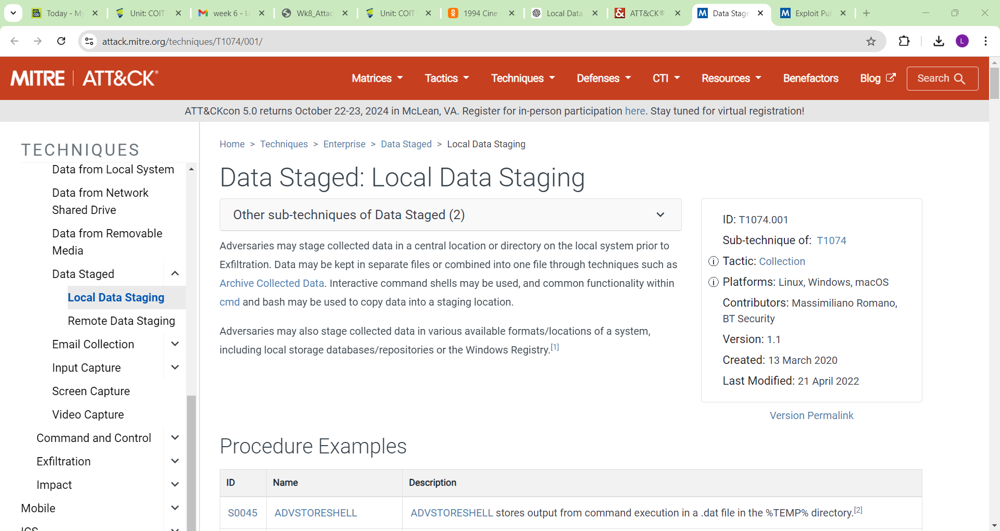 Today - My
Unit: COIT
week 6 - l.
Wk8_Attac
Unit: COIT
1994 Cine
Local Data
ATT&CK®
Data Stage
Exploit Pu
attack.mitre.org/techniques/T1074/001/
L
MITRE | ATT&CK®
Matrices
Tactics
Techniques
Defenses
CTI
Resources
Benefactors
Blog
Search
ATT&CKcon 5.0 returns October 22-23, 2024 in McLean, VA. Register for in-person participation here. Stay tuned for virtual registration!
TECHNIQUES
Data from Local System
Data from Network
Shared Drive
Data from Removable
Media
Data Staged
Local Data Staging
Remote Data Staging
Email Collection
Input Capture
Screen Capture
Video Capture
Command and Control
Exfiltration
Impact
Mobile
ICS
Home > Techniques > Enterprise > Data Staged > Local Data Staging
Data Staged: Local Data Staging
Other sub-techniques of Data Staged (2)
Adversaries may stage collected data in a central location or directory on the local system prior to
Exfiltration. Data may be kept in separate files or combined into one file through techniques such as
Archive Collected Data. Interactive command shells may be used, and common functionality within
cmd and bash may be used to copy data into a staging location.
Adversaries may also stage collected data in various available formats/locations of a system,
including local storage databases/repositories or the Windows Registry.[1]
ID: T1074.001
Sub-technique of: T1074
Tactic: Collection
Platforms: Linux, Windows, macOS
Contributors: Massimiliano Romano,
BT Security
Version: 1.1
Created: 13 March 2020
Last Modified: 21 April 2022
Version Permalink
Procedure Examples
ID Name Description
S0045 ADVSTORESHELL ADVSTORESHELL stores output from command execution in a .dat file in the %TEMP% directory.[2]